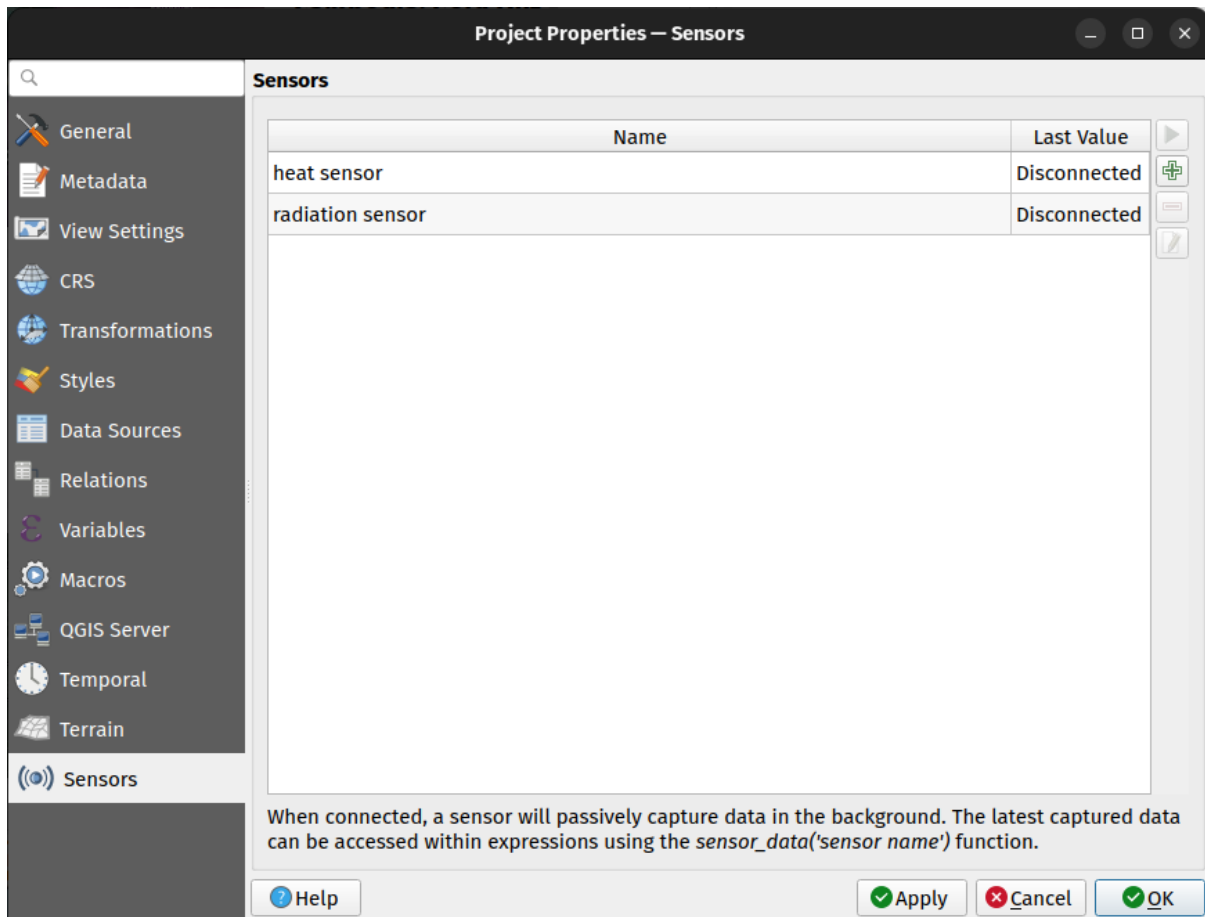 Project Properties — Sensors
Sensors
General
Metadata
View Settings
CRS
Transformations
Styles
Data Sources
Relations
Variables
Macros
QGIS Server
Temporal
Terrain
Sensors
Name Last Value
heat sensor Disconnected
radiation sensor Disconnected
When connected, a sensor will passively capture data in the background. The latest captured data
can be accessed within expressions using the sensor_data('sensor name') function.
Help Apply Cancel OK